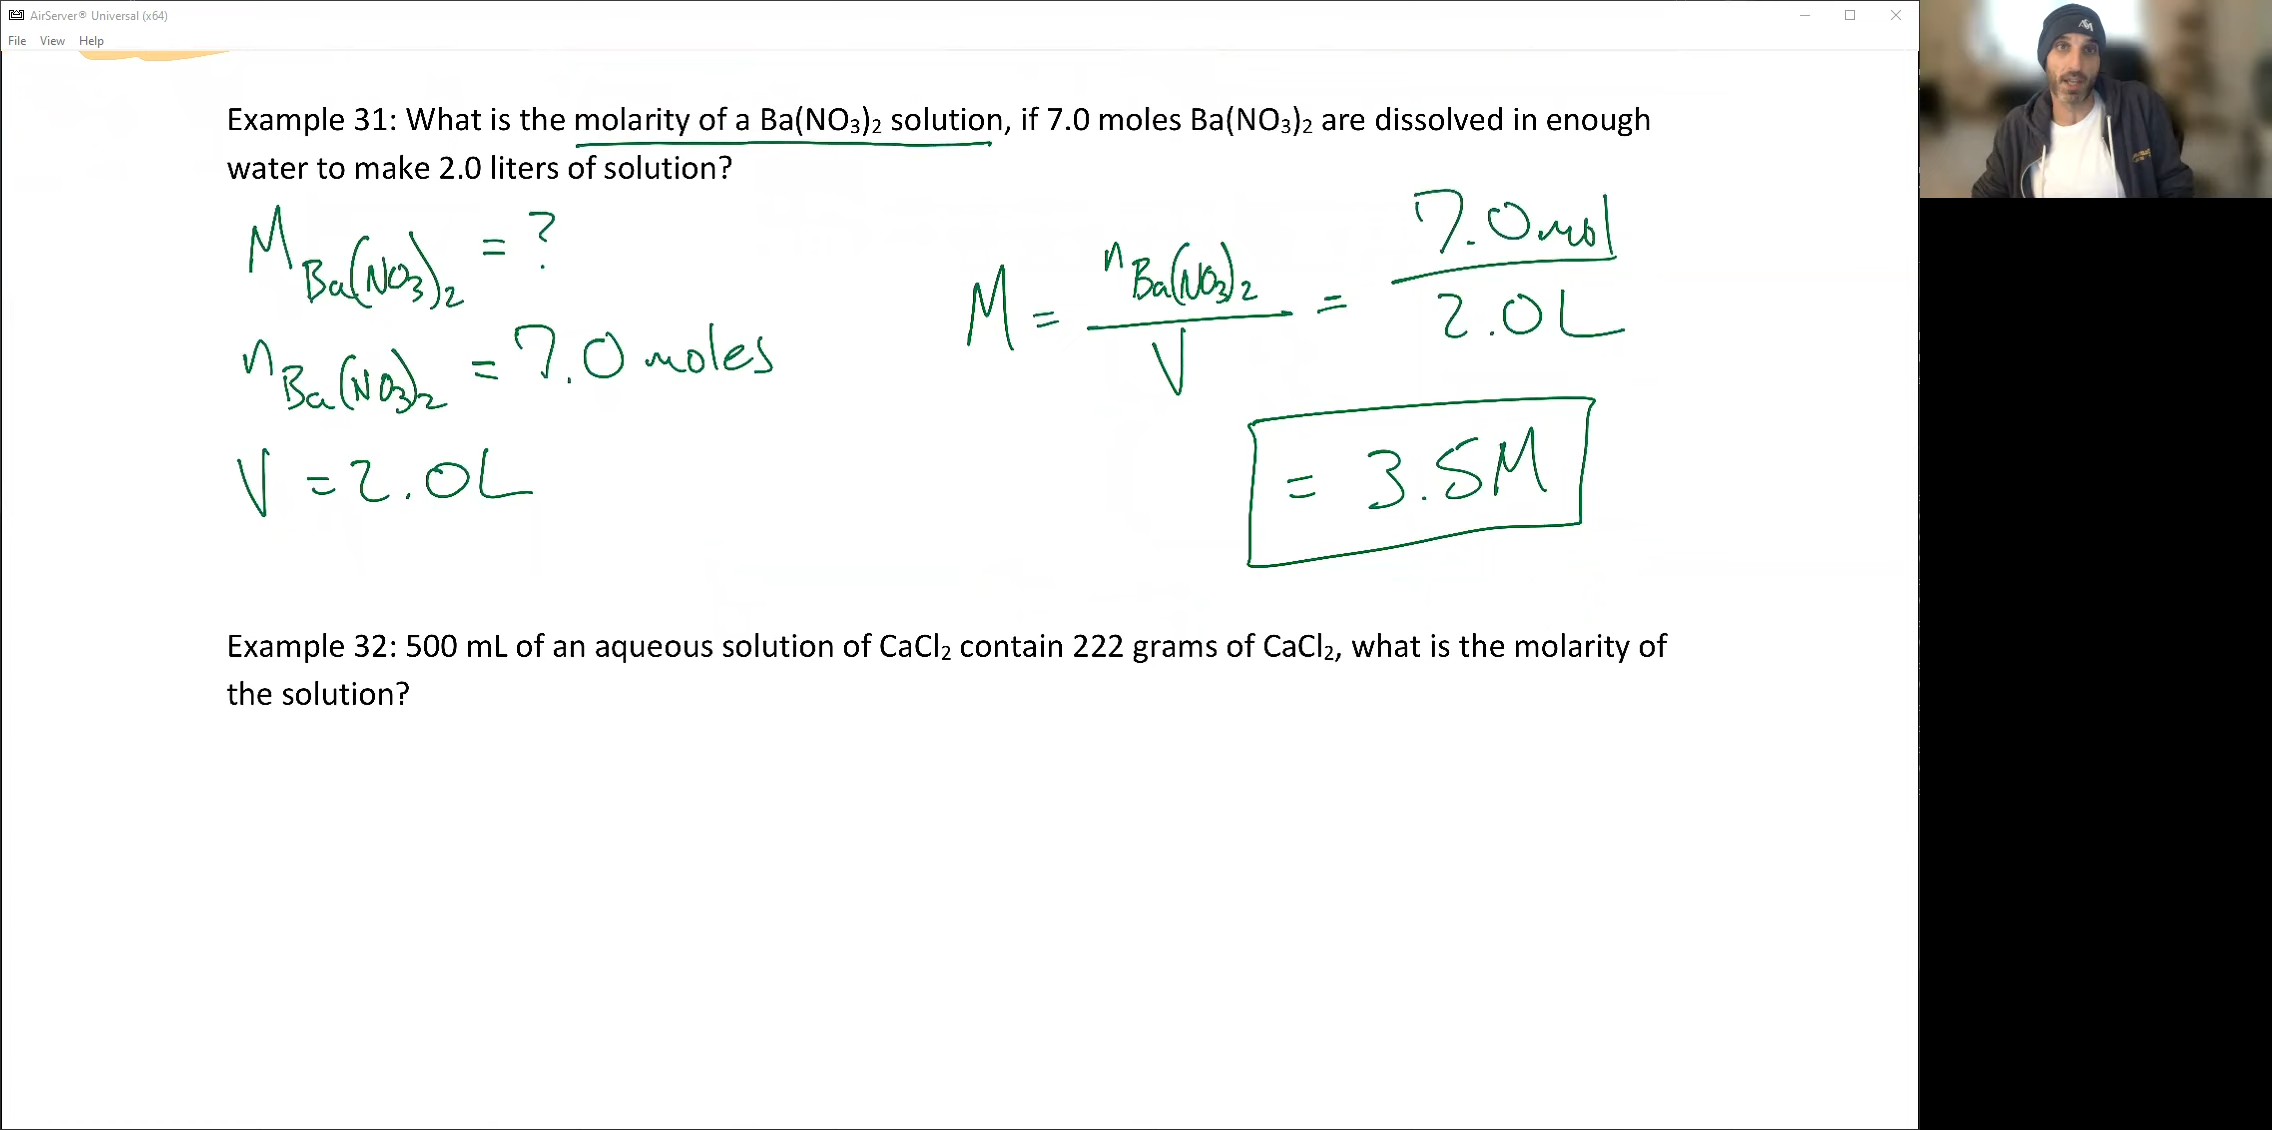 AirServer® Universal (x64)
File View Help
Example 31: What is the molarity of a Ba(NO₃)₂ solution, if 7.0 moles Ba(NO₃)₂ are dissolved in enough
water to make 2.0 liters of solution?
M Ba(NO₃)₂ = ?
n Ba(NO₃)₂ = 7.0 moles
V = 2.0L
M = n Ba(NO₃)₂ / V = 7.0 mol / 2.0L
= 3.5M
Example 32: 500 mL of an aqueous solution of CaCl₂ contain 222 grams of CaCl₂, what is the molarity of
the solution?